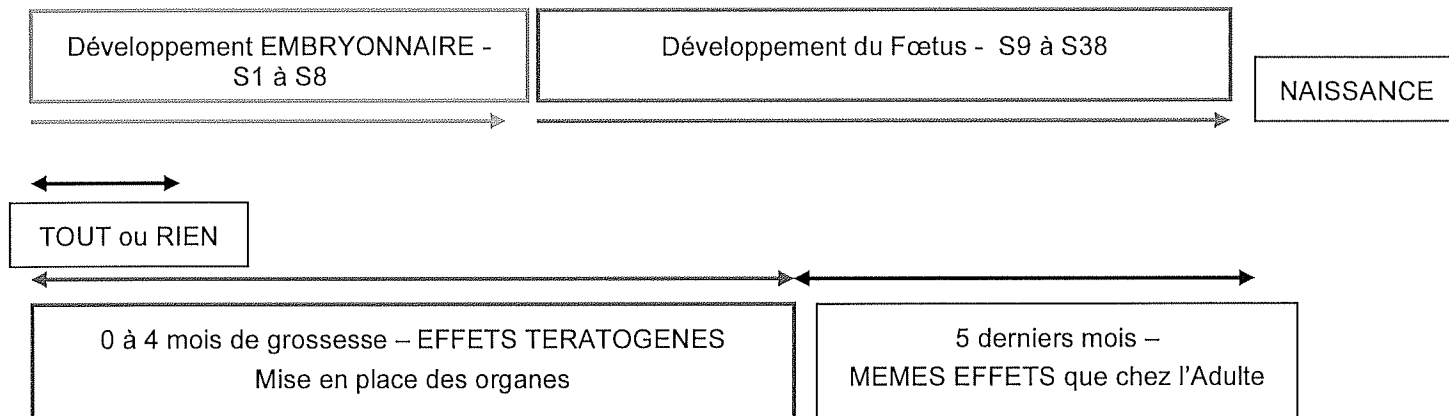 Développement EMBRYONNAIRE -
S1 à S8
Développement du Fœtus - S9 à S38
NAISSANCE
TOUT ou RIEN
0 à 4 mois de grossesse – EFFETS TERATOGENES
Mise en place des organes
5 derniers mois –
MEMES EFFETS que chez l'Adulte